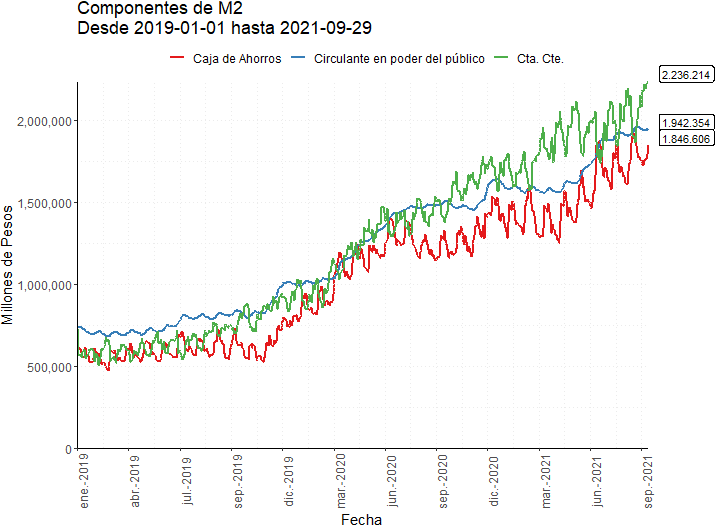 Componentes de M2
Desde 2019-01-01 hasta 2021-09-29
Caja de Ahorros Circulante en poder del público Cta. Cte.
2.236.214
1.942.354
1.846.606
Millones de Pesos
2,000,000
1,500,000
1,000,000
500,000
0
ene.-2019
abr.-2019
jul.-2019
sep.-2019
dic.-2019
mar.-2020
jun.-2020
sep.-2020
dic.-2020
mar.-2021
jun.-2021
sep.-2021
Fecha